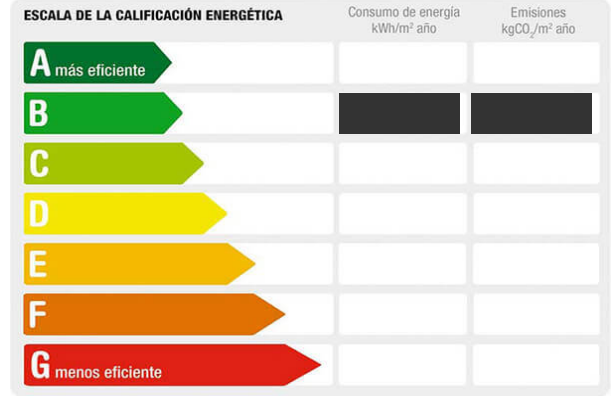 ESCALA DE LA CALIFICACIÓN ENERGÉTICA
Consumo de energía
kWh/m² año
Emisiones
kgCO₂/m² año
A más eficiente
B
C
D
E
F
G menos eficiente